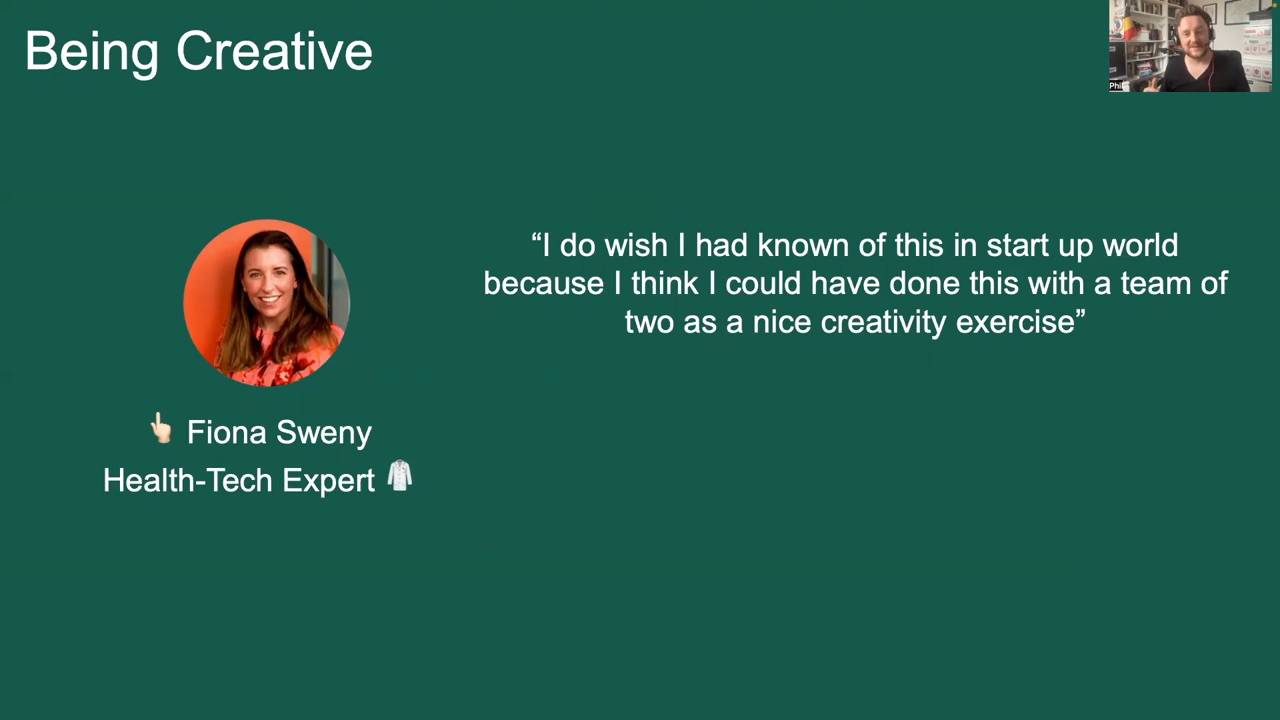 Being Creative
“I do wish I had known of this in start up world
because I think I could have done this with a team of
two as a nice creativity exercise”
Fiona Sweny
Health-Tech Expert